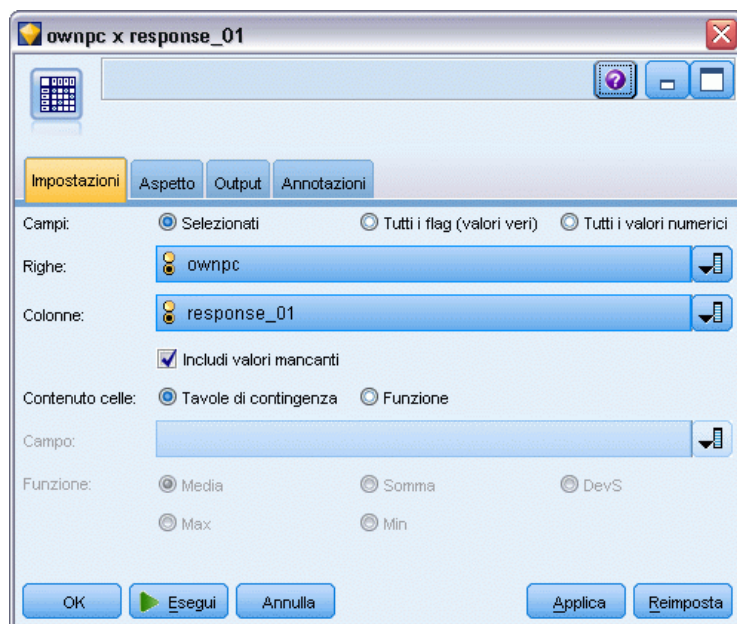 ownpc x response_01
Impostazioni Aspetto Output Annotazioni
Campi: Selezionati Tutti i flag (valori veri) Tutti i valori numerici
Righe: ownpc
Colonne: response_01
Includi valori mancanti
Contenuto celle: Tavole di contingenza Funzione
Campo:
Funzione: Media Somma DevS
Max Min
OK Esegui Annulla Applica Reimposta